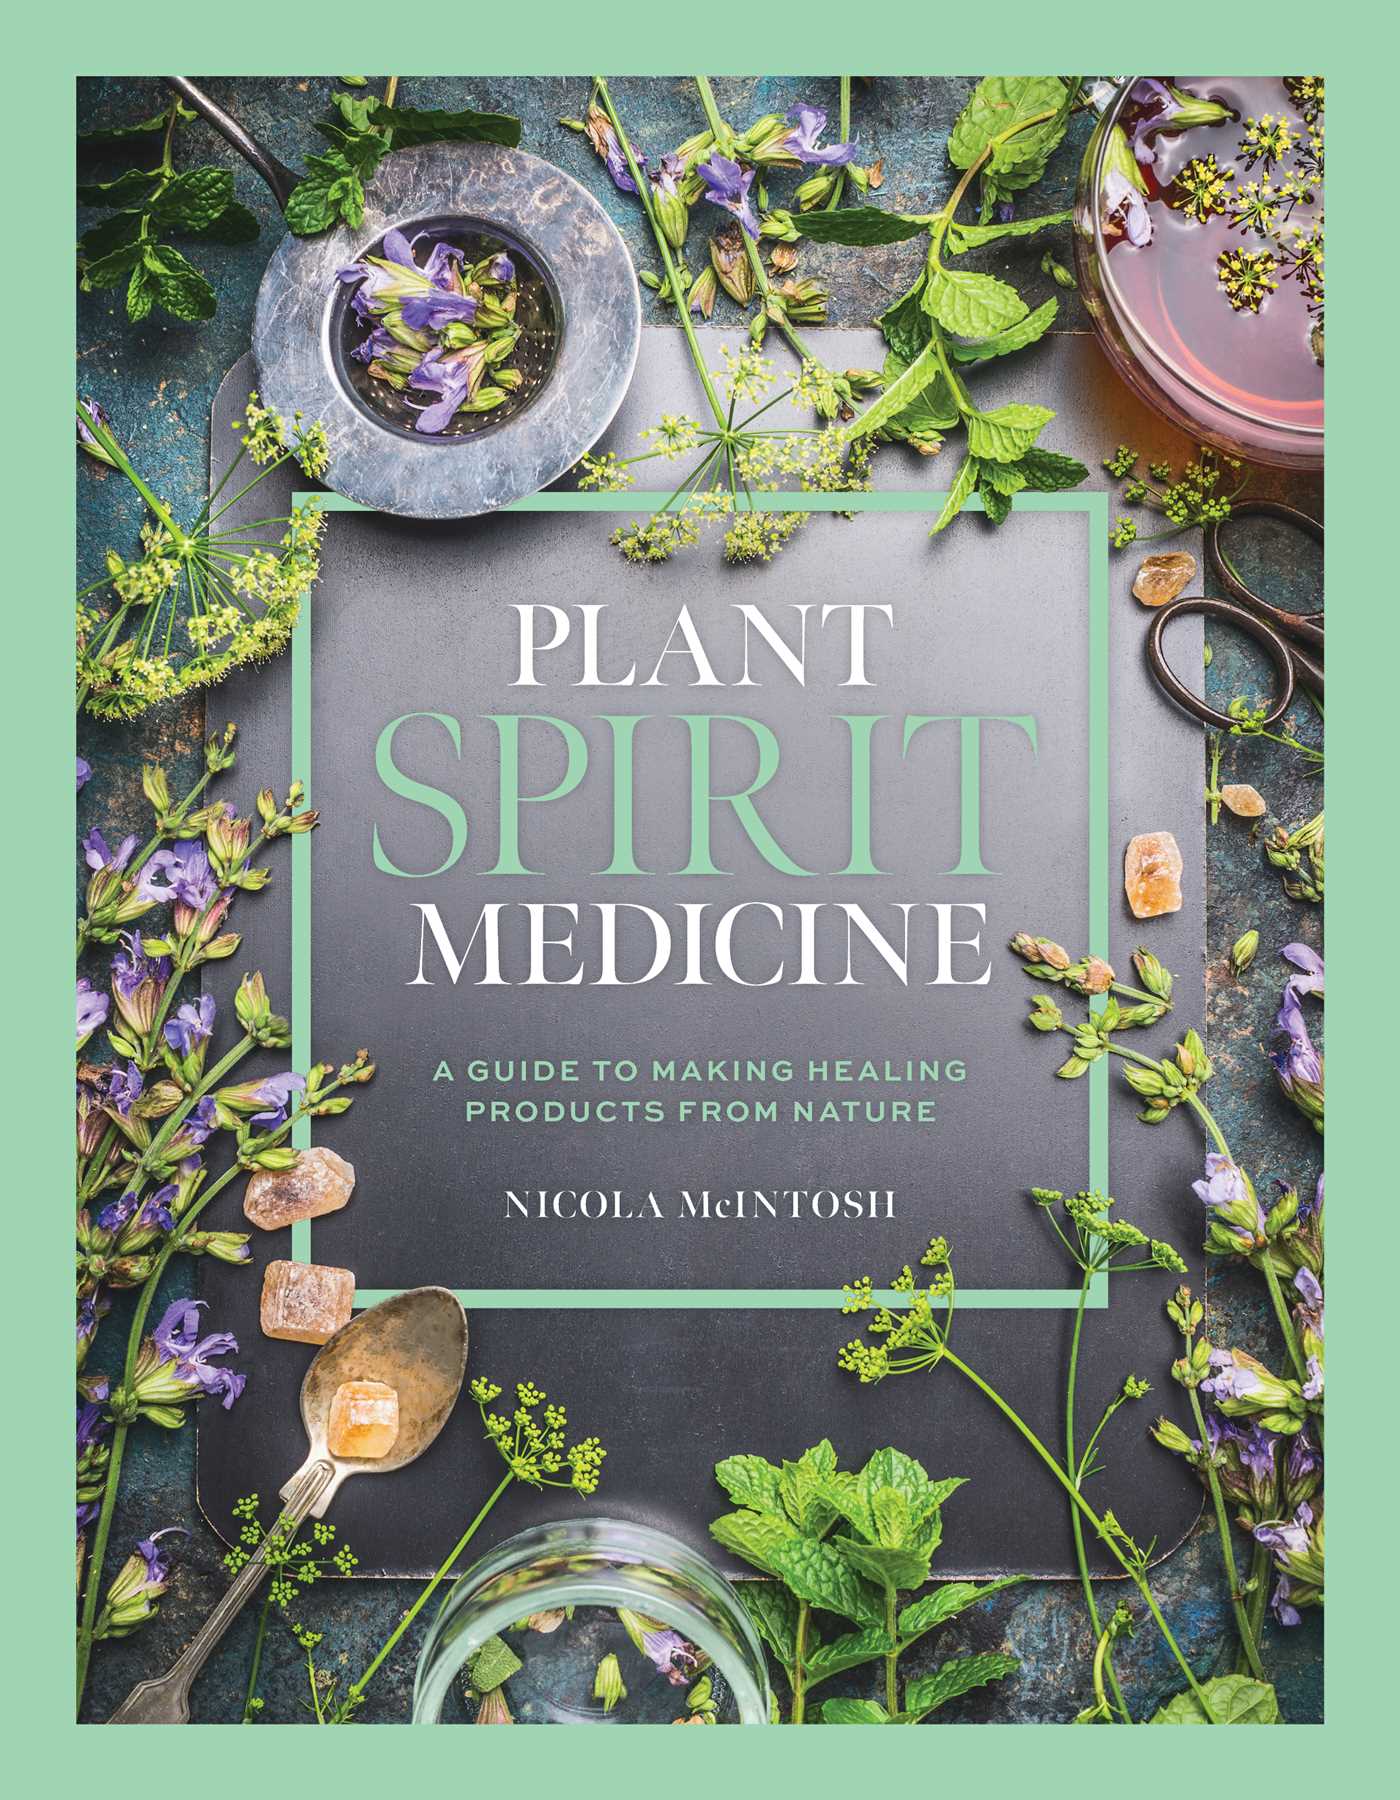 PLANT
SPIRIT
MEDICINE
A GUIDE TO MAKING HEALING
PRODUCTS FROM NATURE
NICOLA McINTOSH